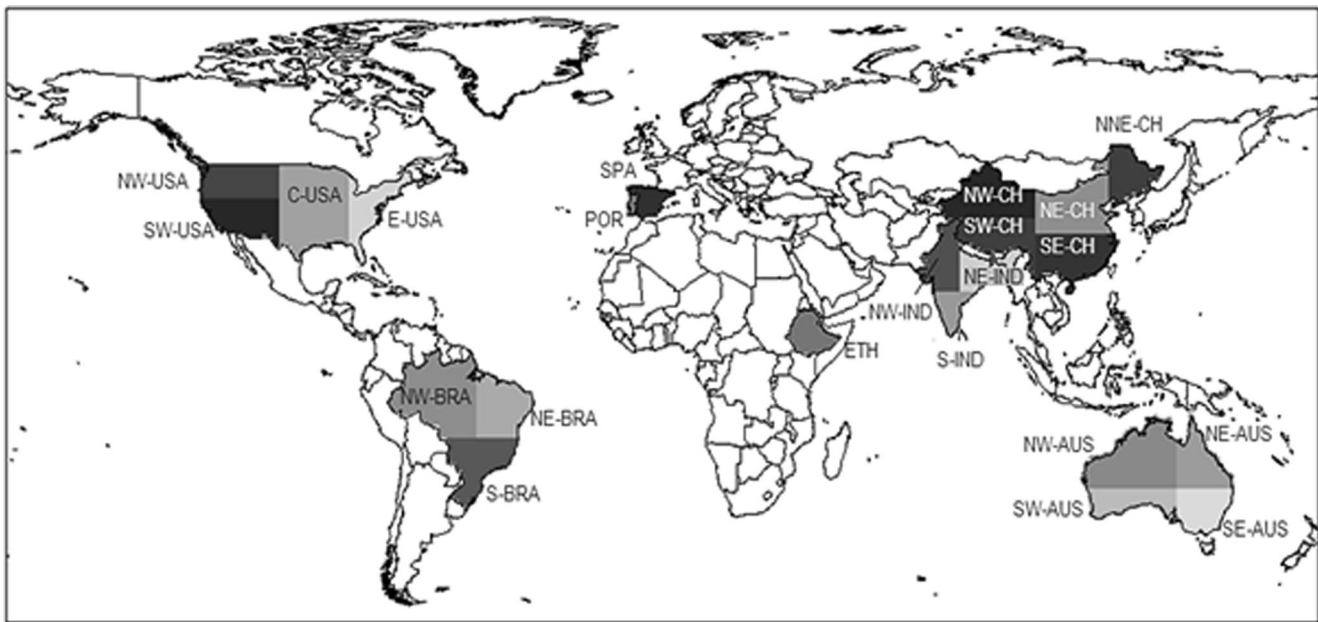 NNE-CH
SPA
NW-USA
C-USA
NW-CH
NE-CH
POR
E-USA
SW-USA
SW-CH
SE-CH
NE-IND
NW-IND
ETH
S-IND
NW-BRA
NE-BRA
NE-AUS
NW-AUS
S-BRA
SW-AUS
SE-AUS